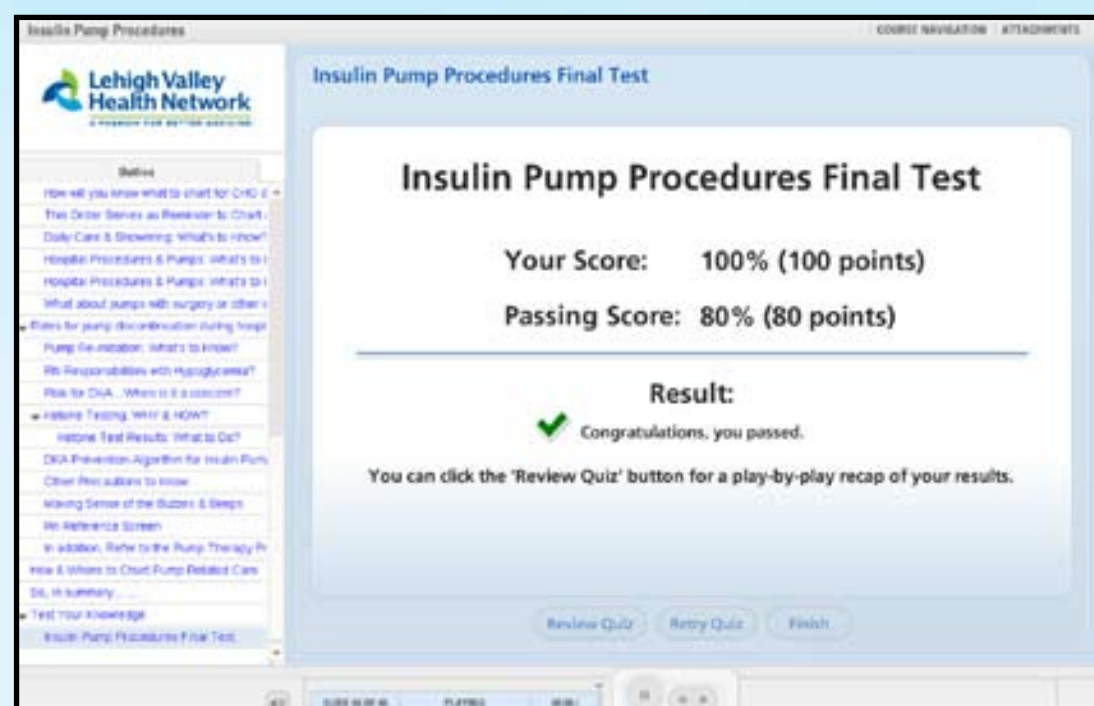 Insulin Pump Procedures
COURSE NAVIGATION ATTACHMENTS
Lehigh Valley
Health Network
A PASSION FOR BETTER MEDICINE
Outline
How will you know what to chart for CHO
This Order Serves as Reminder to Chart
Daily Care & Showering: What's to know?
Hospital Procedures & Pumps: What's to
Hospital Procedures & Pumps: What's to
What about pumps with surgery or other
for pump discontinuation during
Pump Re-initiation: What's to know?
RN Responsibilities with Hypoglycemia?
Risk for DKA...When is it a concern?
Ketone Testing: WHY & HOW?
Ketone Test Results: What to Do?
DKA Prevention Algorithm for Insulin
Other Precautions to know
Making Sense of the Buzzes & Beeps
RN Reference Screen
In addition, Refer to the Pump Therapy
How & Where to Chart Pump Related Care
So, in summary......
Test Your Knowledge
Insulin Pump Procedures Final Test
Insulin Pump Procedures Final Test
Insulin Pump Procedures Final Test
Your Score: 100% (100 points)
Passing Score: 80% (80 points)
Result:
Congratulations, you passed.
You can click the 'Review Quiz' button for a play-by-play recap of your results.
Review Quiz Retry Quiz Finish